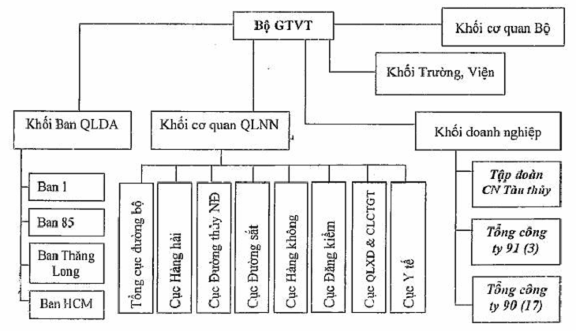 Bộ GTVT
Khối cơ quan Bộ
Khối Trường, Viện
Khối Ban QLDA
Khối cơ quan QLNN
Khối doanh nghiệp
Ban 1
Ban 85
Ban Thăng
Long
Ban HCM
Tổng cục đường bộ
Cục Hàng hải
Cục Đường thủy NĐ
Cục Đường sắt
Cục Hàng không
Cục Đăng kiểm
Cục QLXD & CLCTGT
Cục Y tế
Tập đoàn
CN Tàu thủy
Tổng công
ty 91 (3)
Tổng công
ty 90 (17)